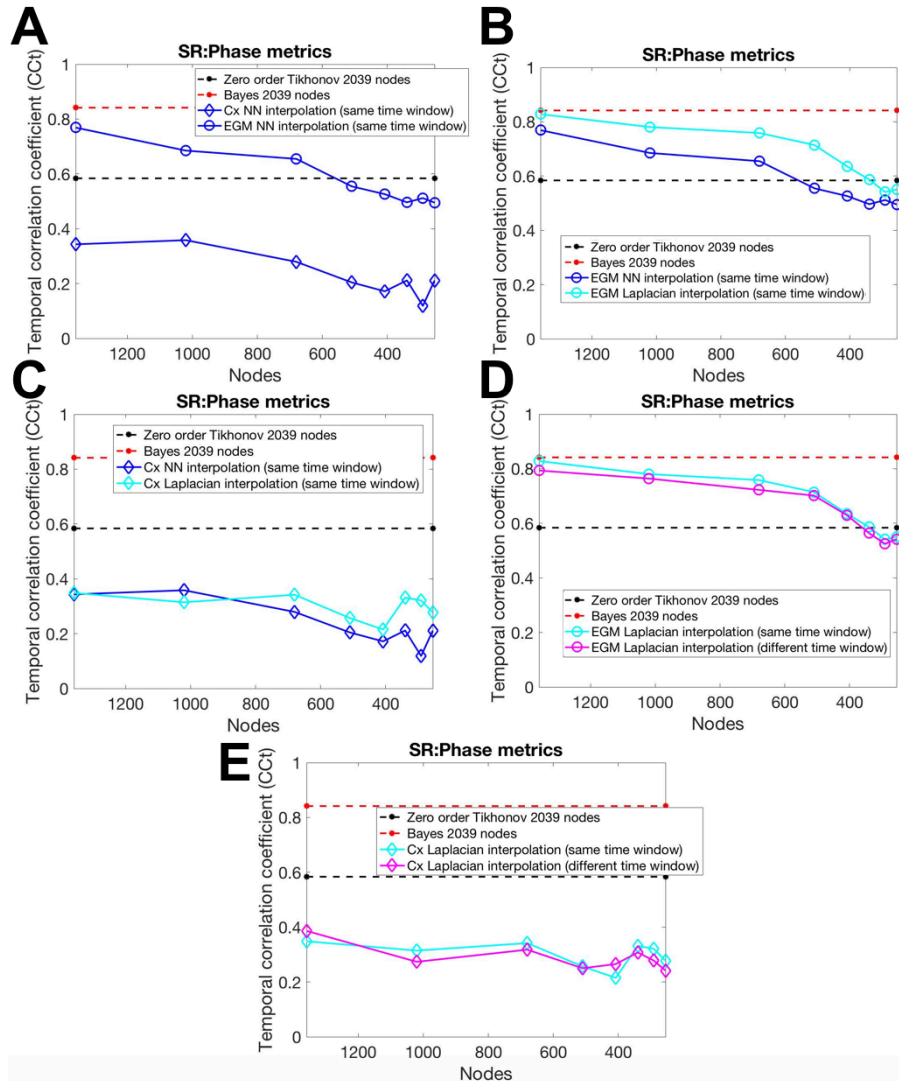 A
SR:Phase metrics
Temporal correlation coefficient (CCt)
1
0.8
0.6
0.4
0.2
0
Zero order Tikhonov 2039 nodes
Bayes 2039 nodes
Cx NN interpolation (same time window)
EGM NN interpolation (same time window)
1200 1000 800 600 400
Nodes
B
SR:Phase metrics
Temporal correlation coefficient (CCt)
1
0.8
0.6
0.4
0.2
0
Zero order Tikhonov 2039 nodes
Bayes 2039 nodes
EGM NN interpolation (same time window)
EGM Laplacian interpolation (same time window)
1200 1000 800 600 400
Nodes
C
SR:Phase metrics
Temporal correlation coefficient (CCt)
1
0.8
0.6
0.4
0.2
0
Zero order Tikhonov 2039 nodes
Bayes 2039 nodes
Cx NN interpolation (same time window)
Cx Laplacian interpolation (same time window)
1200 1000 800 600 400
Nodes
D
SR:Phase metrics
Temporal correlation coefficient (CCt)
1
0.8
0.6
0.4
0.2
0
Zero order Tikhonov 2039 nodes
Bayes 2039 nodes
EGM Laplacian interpolation (same time window)
EGM Laplacian interpolation (different time window)
1200 1000 800 600 400
Nodes
E
SR:Phase metrics
Temporal correlation coefficient (CCt)
1
0.8
0.6
0.4
0.2
0
Zero order Tikhonov 2039 nodes
Bayes 2039 nodes
Cx Laplacian interpolation (same time window)
Cx Laplacian interpolation (different time window)
1200 1000 800 600 400
Nodes